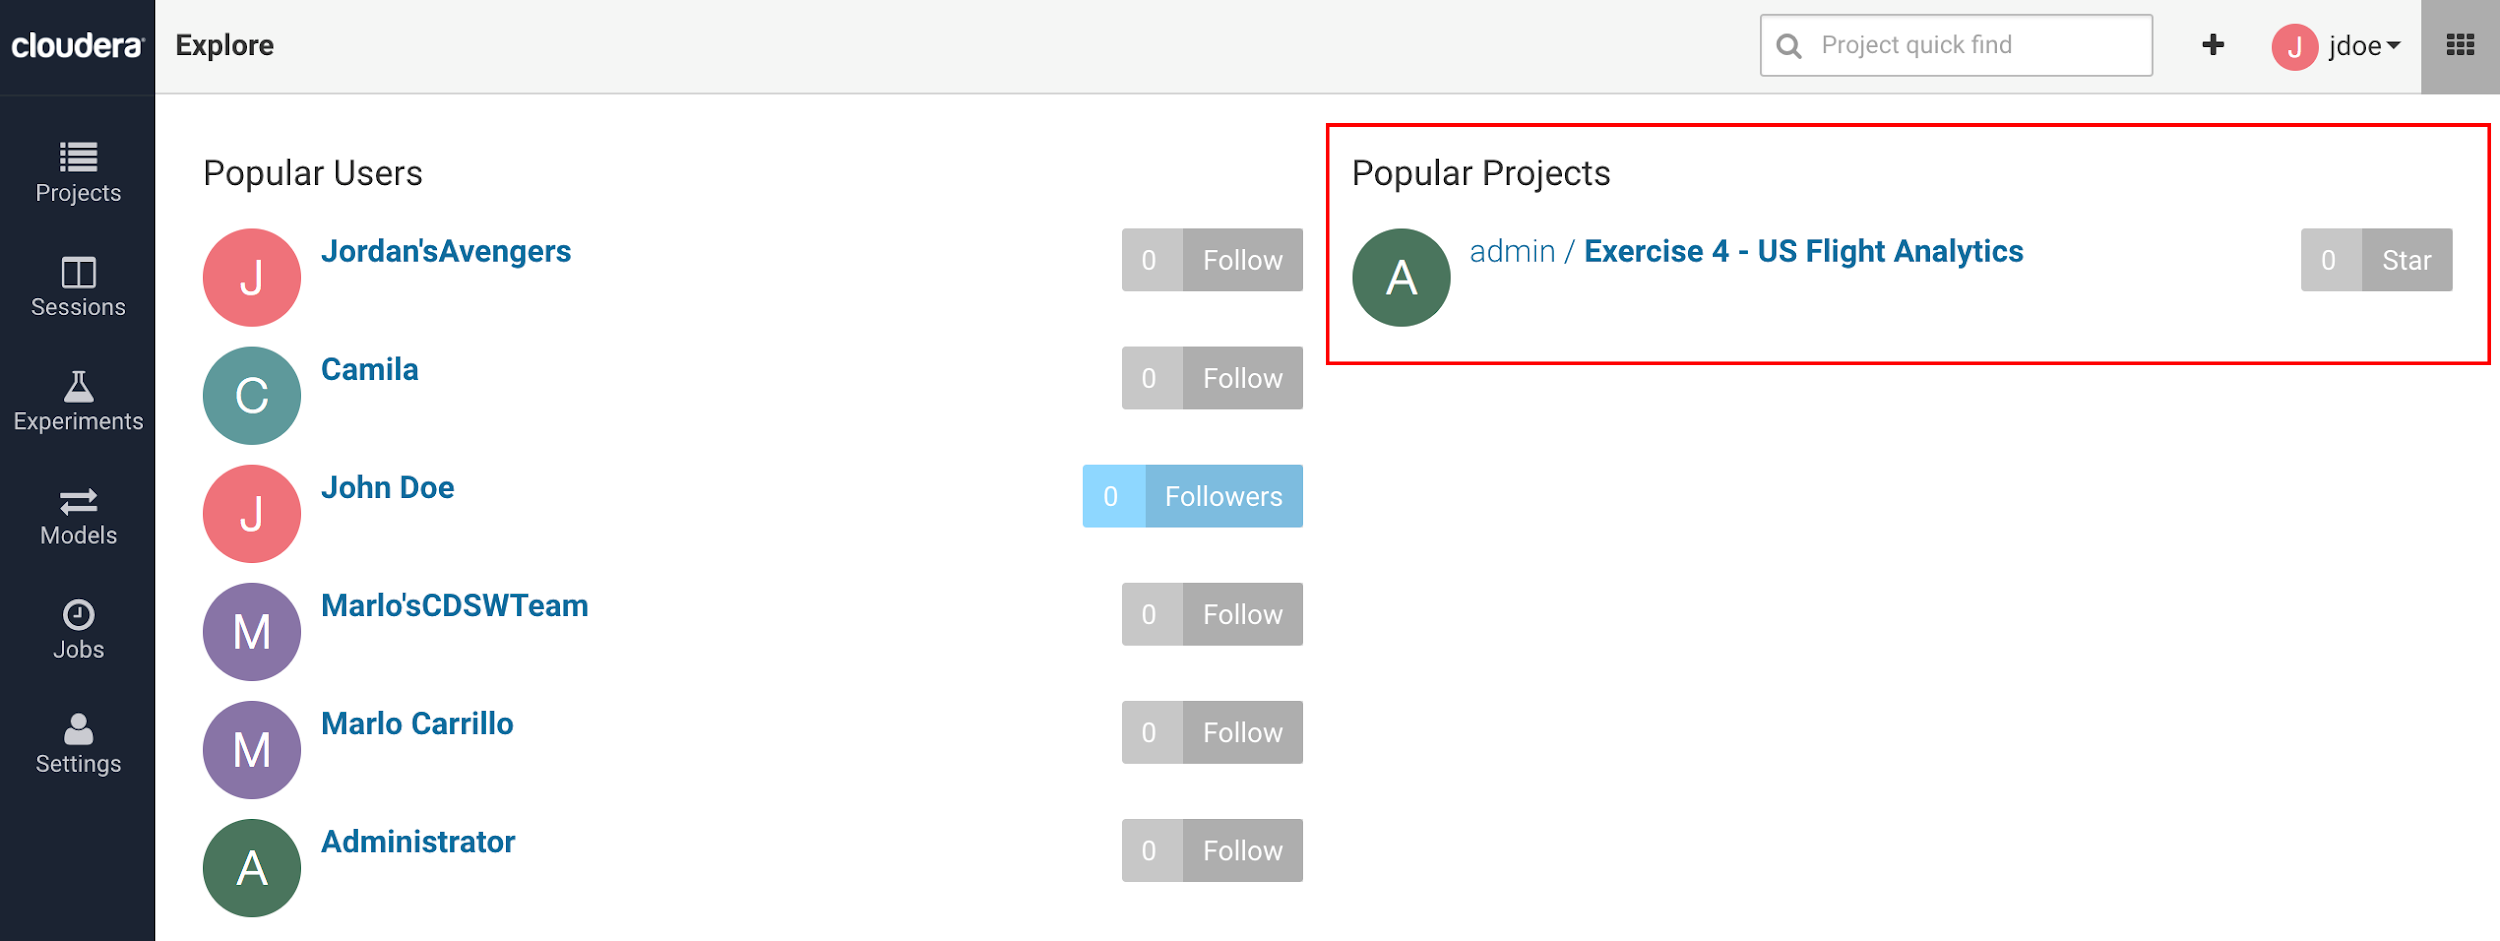 cloudera
Explore
Project quick find
J
jdoe
Projects
Sessions
Experiments
Models
Jobs
Settings
Popular Users
J
Jordan'sAvengers
0 Follow
C
Camila
0 Follow
J
John Doe
0 Followers
M
Marlo'sCDSWTeam
0 Follow
M
Marlo Carrillo
0 Follow
A
Administrator
0 Follow
Popular Projects
A
admin / Exercise 4 - US Flight Analytics
0 Star